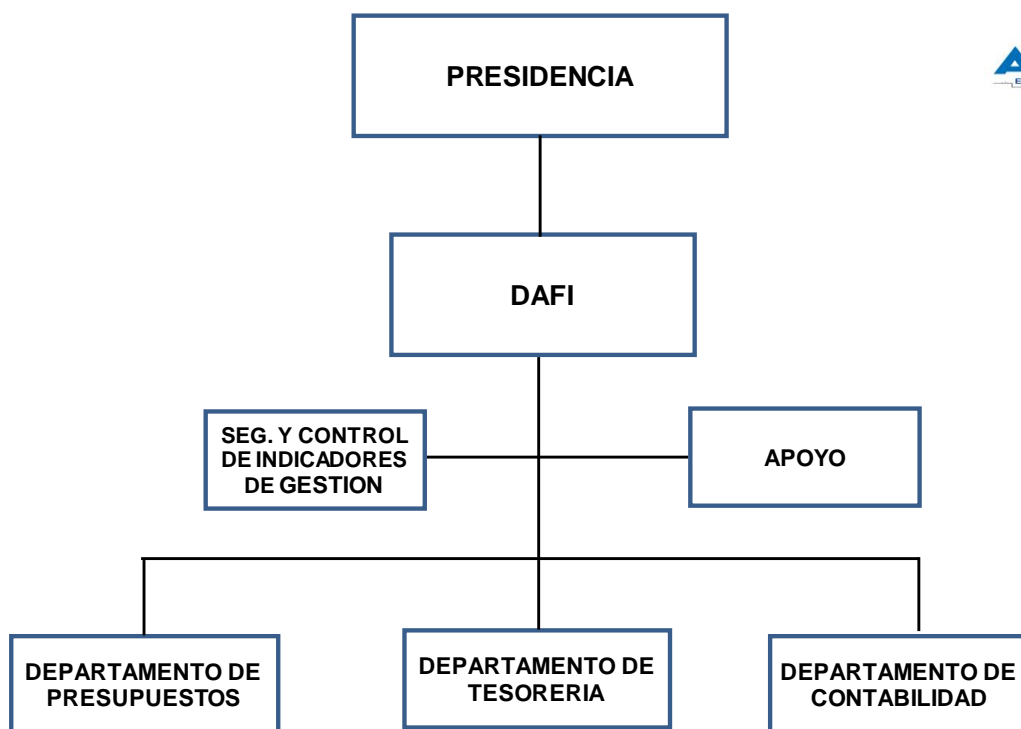 PRESIDENCIA
DAFI
SEG. Y CONTROL
DE INDICADORES
DE GESTION
APOYO
DEPARTAMENTO DE
PRESUPUESTOS
DEPARTAMENTO DE
TESORERIA
DEPARTAMENTO DE
CONTABILIDAD